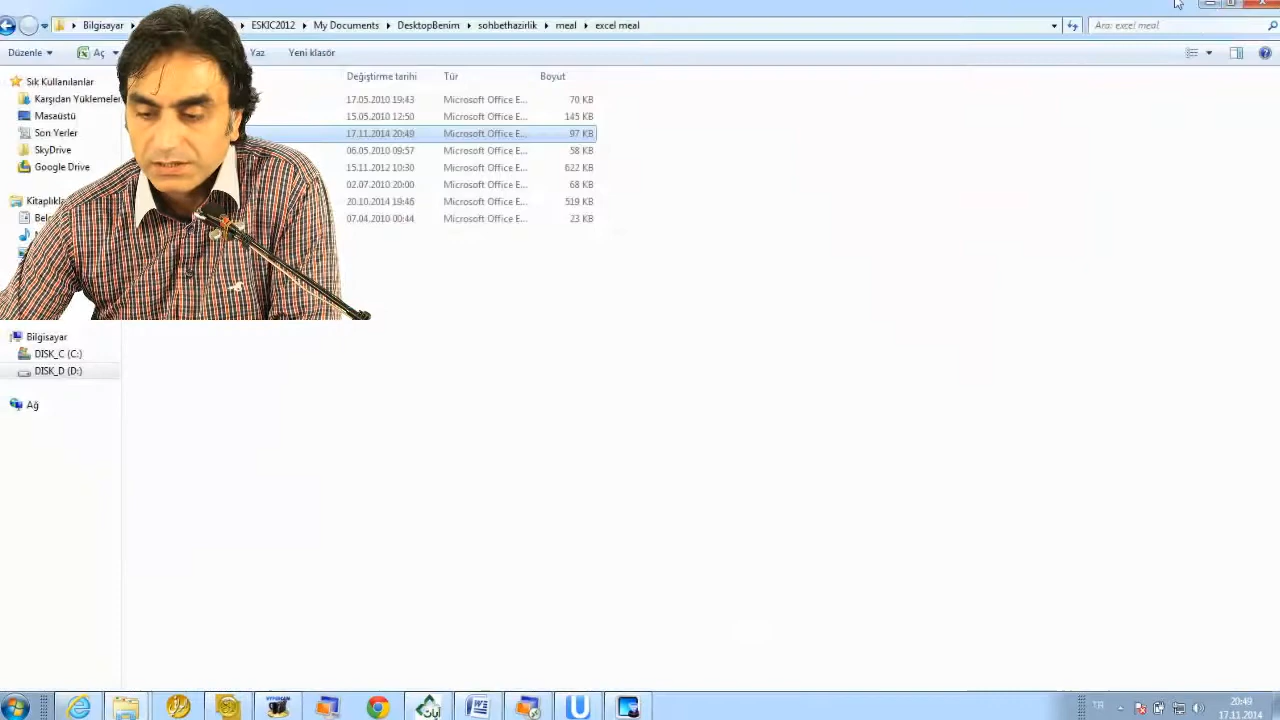 Bilgisayar ESKIC2012 My Documents DesktopBenim sohbethazirlik meal excel meal
Ara: excel meal
Düzenle Aç Yaz Yeni klasör
Değiştirme tarihi Tür Boyut
Sık Kullanılanlar
Karşıdan Yüklemeler
Masaüstü
Son Yerler
SkyDrive
Google Drive
Kitaplıkla
Belg
17.05.2010 19:43 Microsoft Office E... 70 KB
15.05.2010 12:50 Microsoft Office E... 145 KB
17.11.2014 20:49 Microsoft Office E... 97 KB
06.05.2010 09:57 Microsoft Office E... 58 KB
15.11.2012 10:30 Microsoft Office E... 622 KB
02.07.2010 20:00 Microsoft Office E... 68 KB
20.10.2014 19:46 Microsoft Office E... 519 KB
07.04.2010 00:44 Microsoft Office E... 23 KB
Bilgisayar
DISK_C (C:)
DISK_D (D:)
Ağ
HYPERCAM
آيات
W
U
TR
20:49
17.11.2014